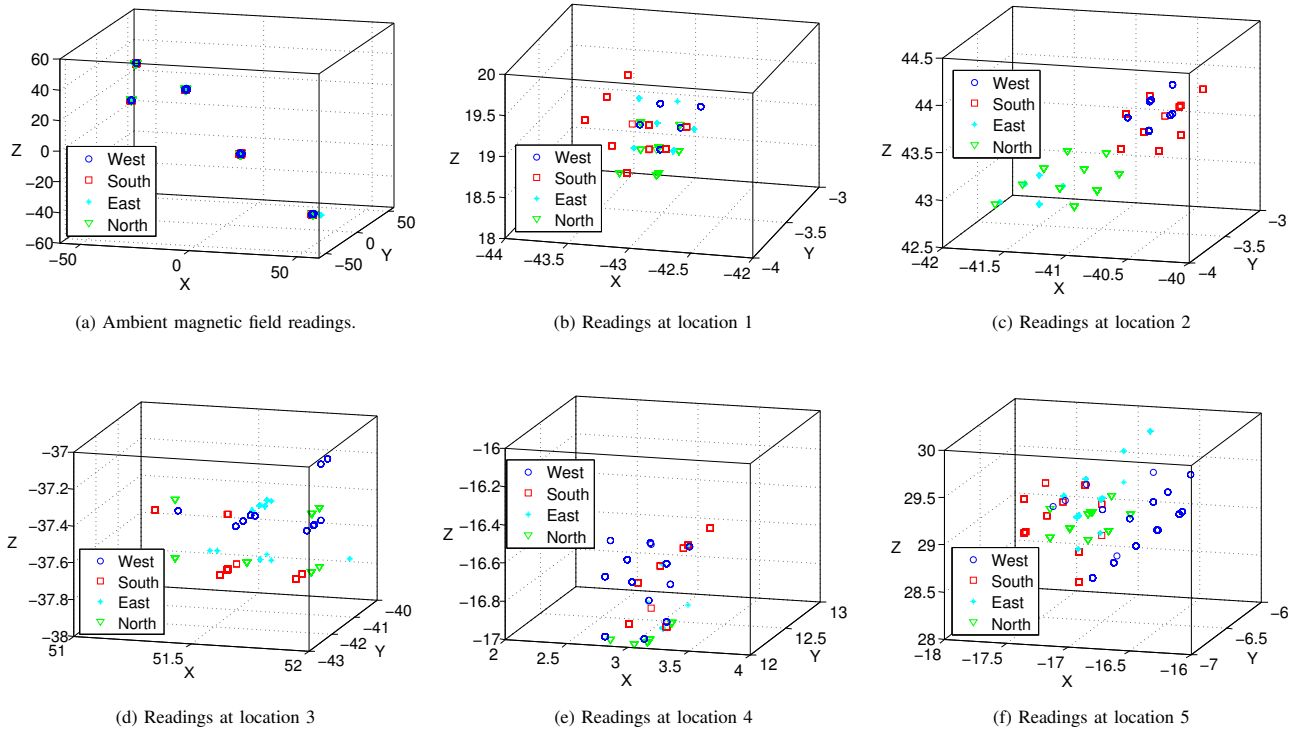 60
40
20
0
−20
−40
−60
Z
West
South
East
North
−50
0
50
X
−50
0
50
Y
(a) Ambient magnetic field readings.
20
19.5
19
18.5
18
Z
West
South
East
North
−44
−43.5
−43
−42.5
−42
X
−4
−3.5
−3
Y
(b) Readings at location 1
44.5
44
43.5
43
42.5
Z
West
South
East
North
−42
−41.5
−41
−40.5
−40
X
−4
−3.5
−3
Y
(c) Readings at location 2
−37
−37.2
−37.4
−37.6
−37.8
−38
Z
West
South
East
North
51
51.5
52
X
−43
−42
−41
−40
Y
(d) Readings at location 3
−16
−16.2
−16.4
−16.6
−16.8
−17
Z
West
South
East
North
2
2.5
3
3.5
4
X
12
12.5
13
Y
(e) Readings at location 4
30
29.5
29
28.5
28
Z
West
South
East
North
−18
−17.5
−17
−16.5
−16
X
−7
−6.5
−6
Y
(f) Readings at location 5